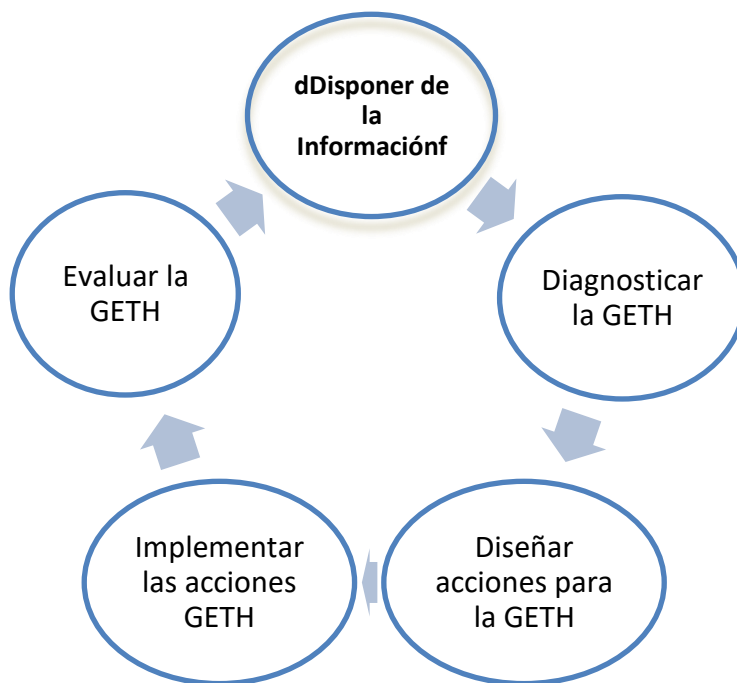 dDisponer de
la
Informaciónf
Diagnosticar
la GETH
Diseñar
acciones para
la GETH
Implementar
las acciones
GETH
Evaluar la
GETH